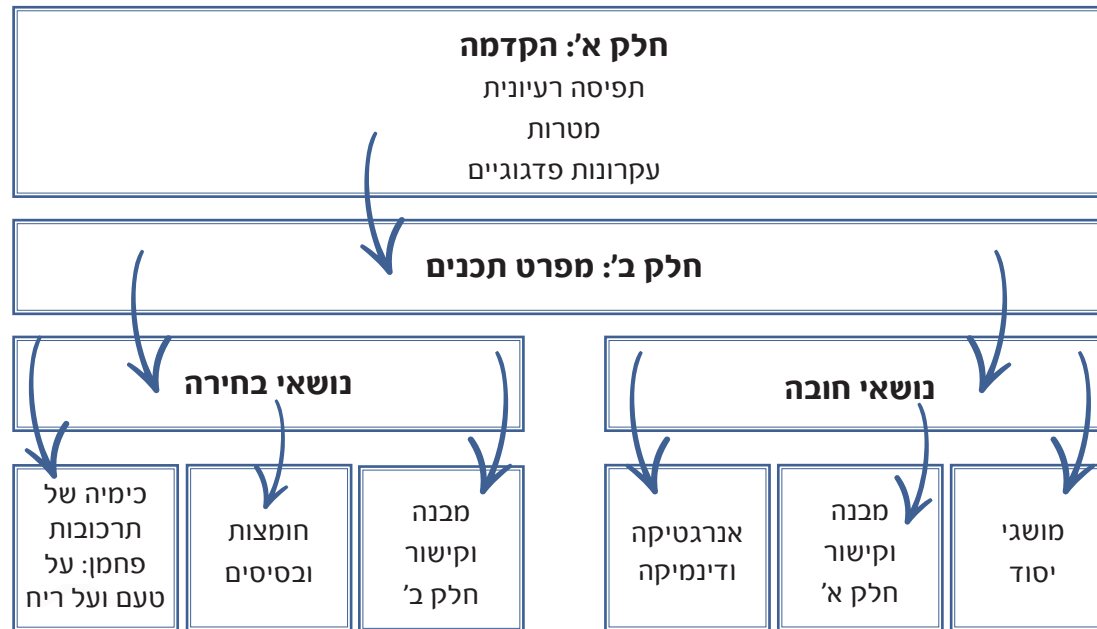 חלק א': הקדמה
תפיסה רעיונית
מטרות
עקרונות פדגוגיים
חלק ב': מפרט תכנים
נושאי חובה
נושאי בחירה
מושגי
יסוד
מבנה
וקישור
חלק א'
אנרגטיקה
ודינמיקה
מבנה
וקישור
חלק ב'
חומצות
ובסיסים
כימיה של
תרכובות
פחמן: על
טעם ועל ריח